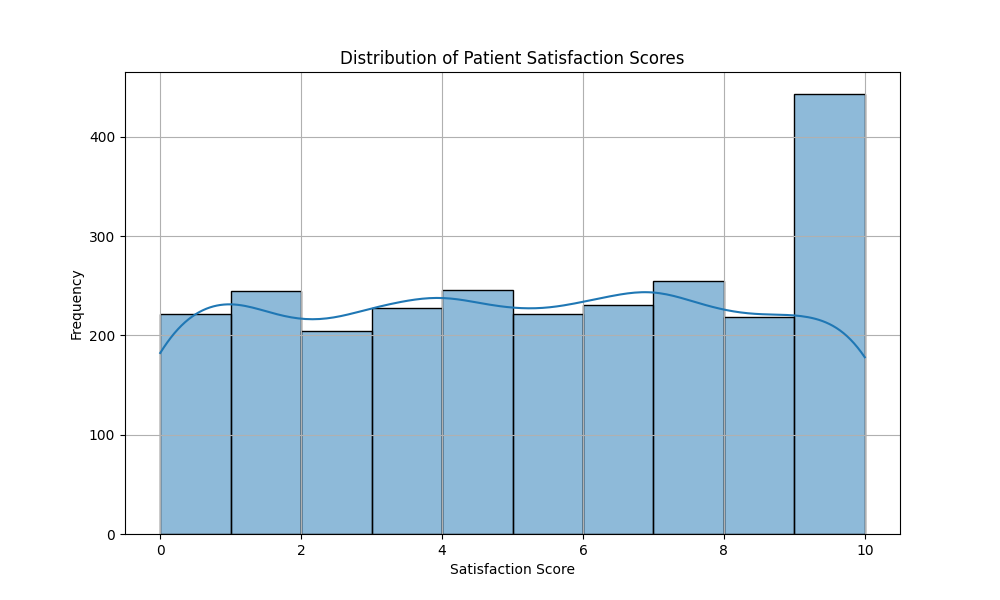 Distribution of Patient Satisfaction Scores
Frequency
400
300
200
100
0
0 2 4 6 8 10
Satisfaction Score